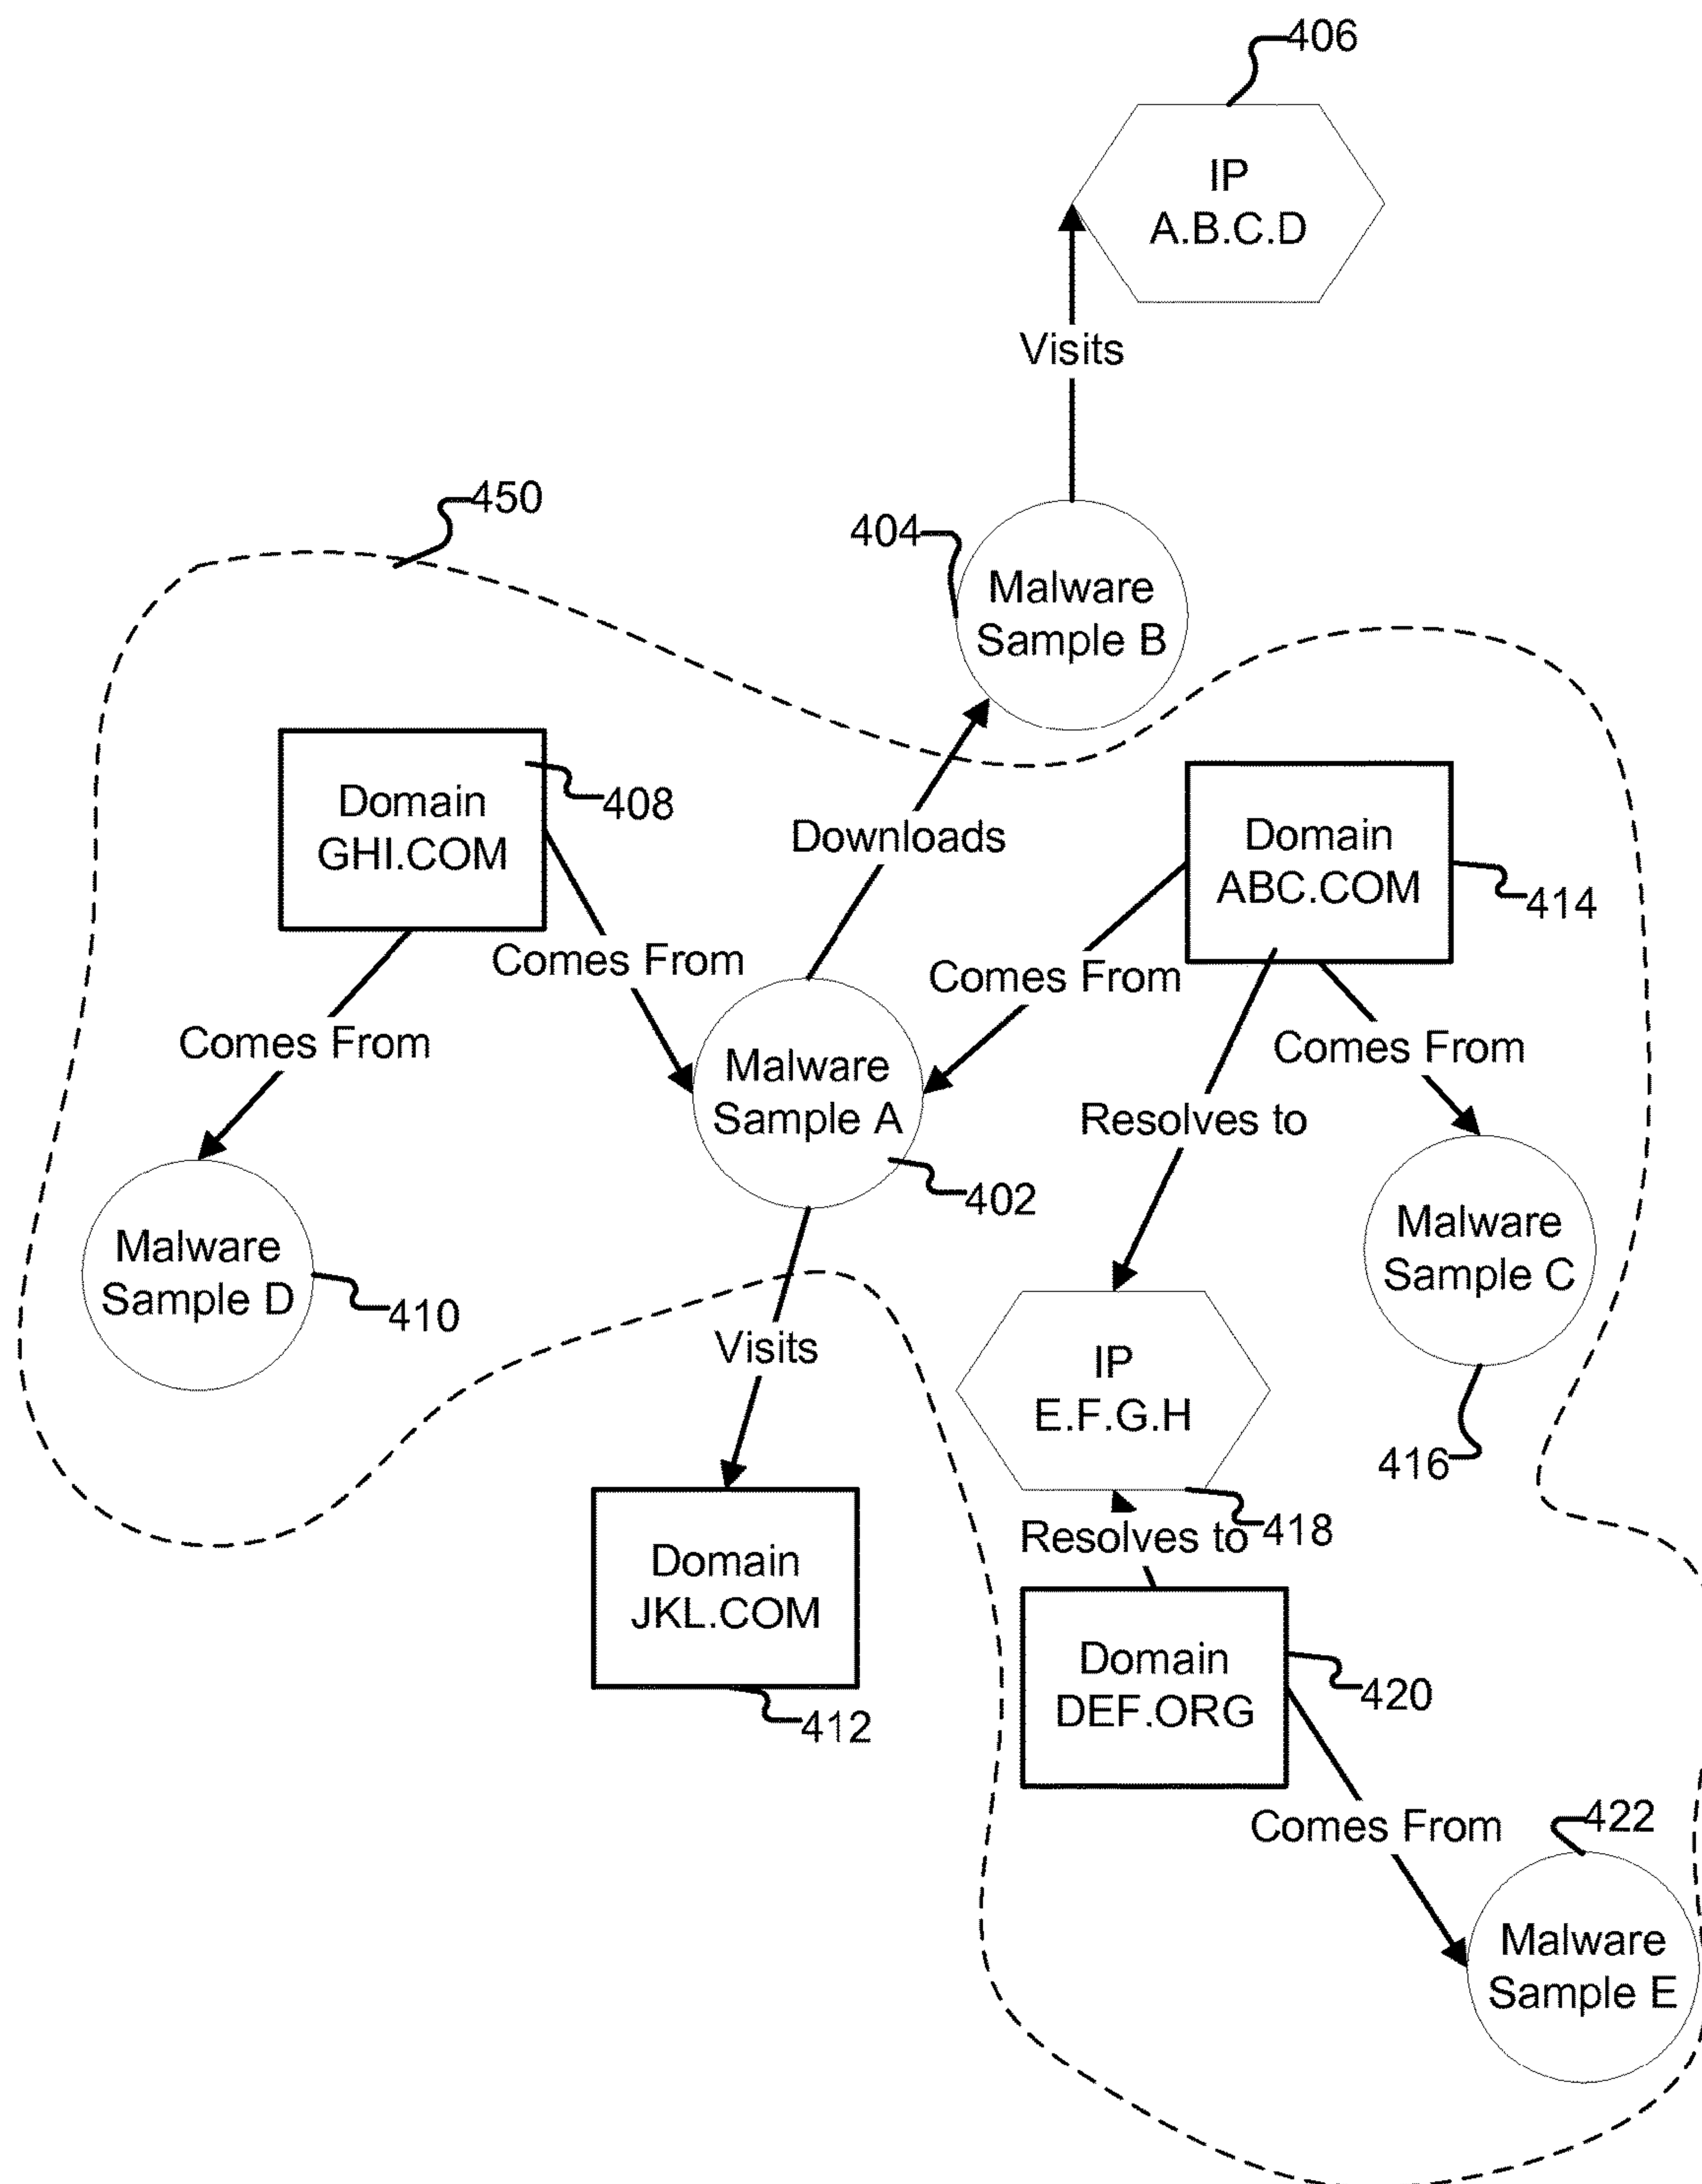 406
IP
A.B.C.D
Visits
450
404
Malware
Sample B
Domain
GHI.COM
408
Downloads
Domain
ABC.COM
414
Comes From
Comes From
Comes From
Comes From
Malware
Sample A
402
Resolves to
Malware
Sample D
410
Malware
Sample C
416
Visits
IP
E.F.G.H
418
Resolves to
Domain
JKL.COM
412
Domain
DEF.ORG
420
Comes From
422
Malware
Sample E